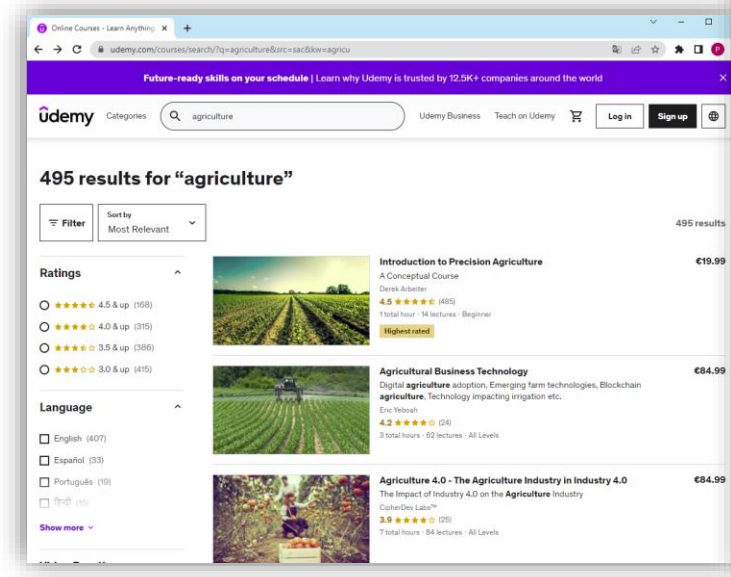 Online Courses - Learn Anything
udemy.com/courses/search/?q=agriculture&src=sac&kw=agricu
Future-ready skills on your schedule | Learn why Udemy is trusted by 12.5K+ companies around the world
ûdemy
Categories
agriculture
Udemy Business
Teach on Udemy
Log in
Sign up
495 results for “agriculture”
Filter
Sort by
Most Relevant
495 results
Ratings
4.5 & up (168)
4.0 & up (315)
3.5 & up (386)
3.0 & up (415)
Language
English (407)
Español (33)
Português (19)
हिन्दी
Show more
Introduction to Precision Agriculture
€19.99
A Conceptual Course
Derek Arbeiter
4.5 (485)
1 total hour · 14 lectures · Beginner
Highest rated
Agricultural Business Technology
€84.99
Digital agriculture adoption, Emerging farm technologies, Blockchain
agriculture, Technology impacting irrigation etc.
Eric Yeboah
4.2 (24)
3 total hours · 62 lectures · All Levels
Agriculture 4.0 - The Agriculture Industry in Industry 4.0
€84.99
The Impact of Industry 4.0 on the Agriculture Industry
CipherDev Labs™
3.9 (25)
7 total hours · 84 lectures · All Levels